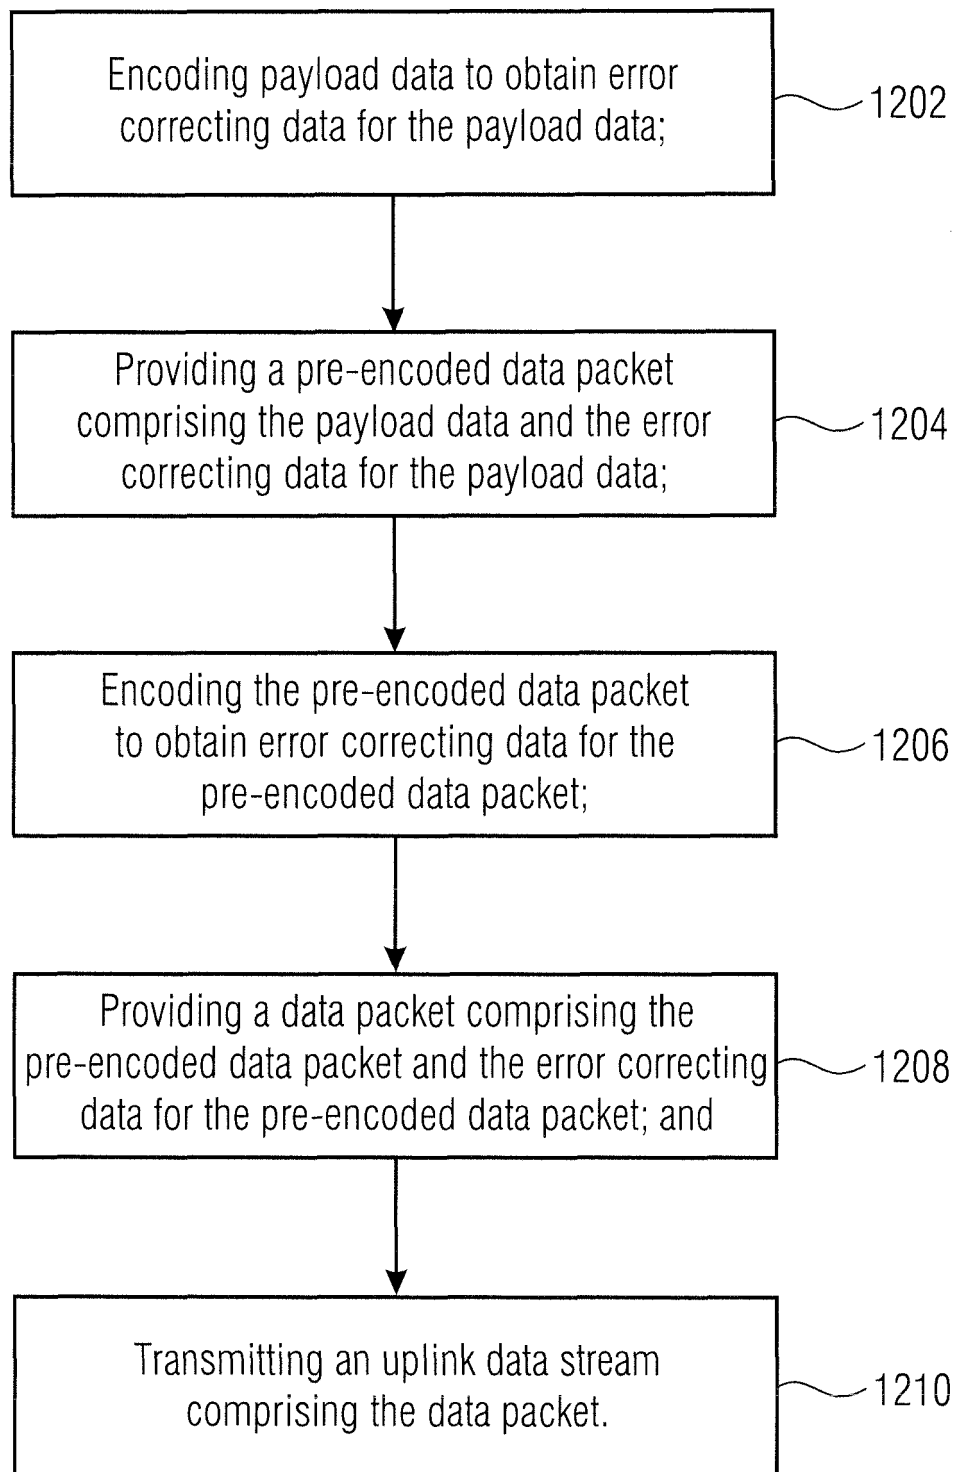 Encoding payload data to obtain error
correcting data for the payload data;
1202
Providing a pre-encoded data packet
comprising the payload data and the error
correcting data for the payload data;
1204
Encoding the pre-encoded data packet
to obtain error correcting data for the
pre-encoded data packet;
1206
Providing a data packet comprising the
pre-encoded data packet and the error correcting
data for the pre-encoded data packet; and
1208
Transmitting an uplink data stream
comprising the data packet.
1210